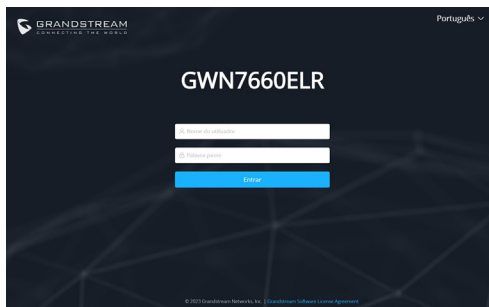 GRANDSTREAM
CONNECTING THE WORLD
Português
GWN7660ELR
Nome do utilizador
Palavra-passe
Entrar
© 2023 Grandstream Networks, Inc. | Grandstream Software License Agreement